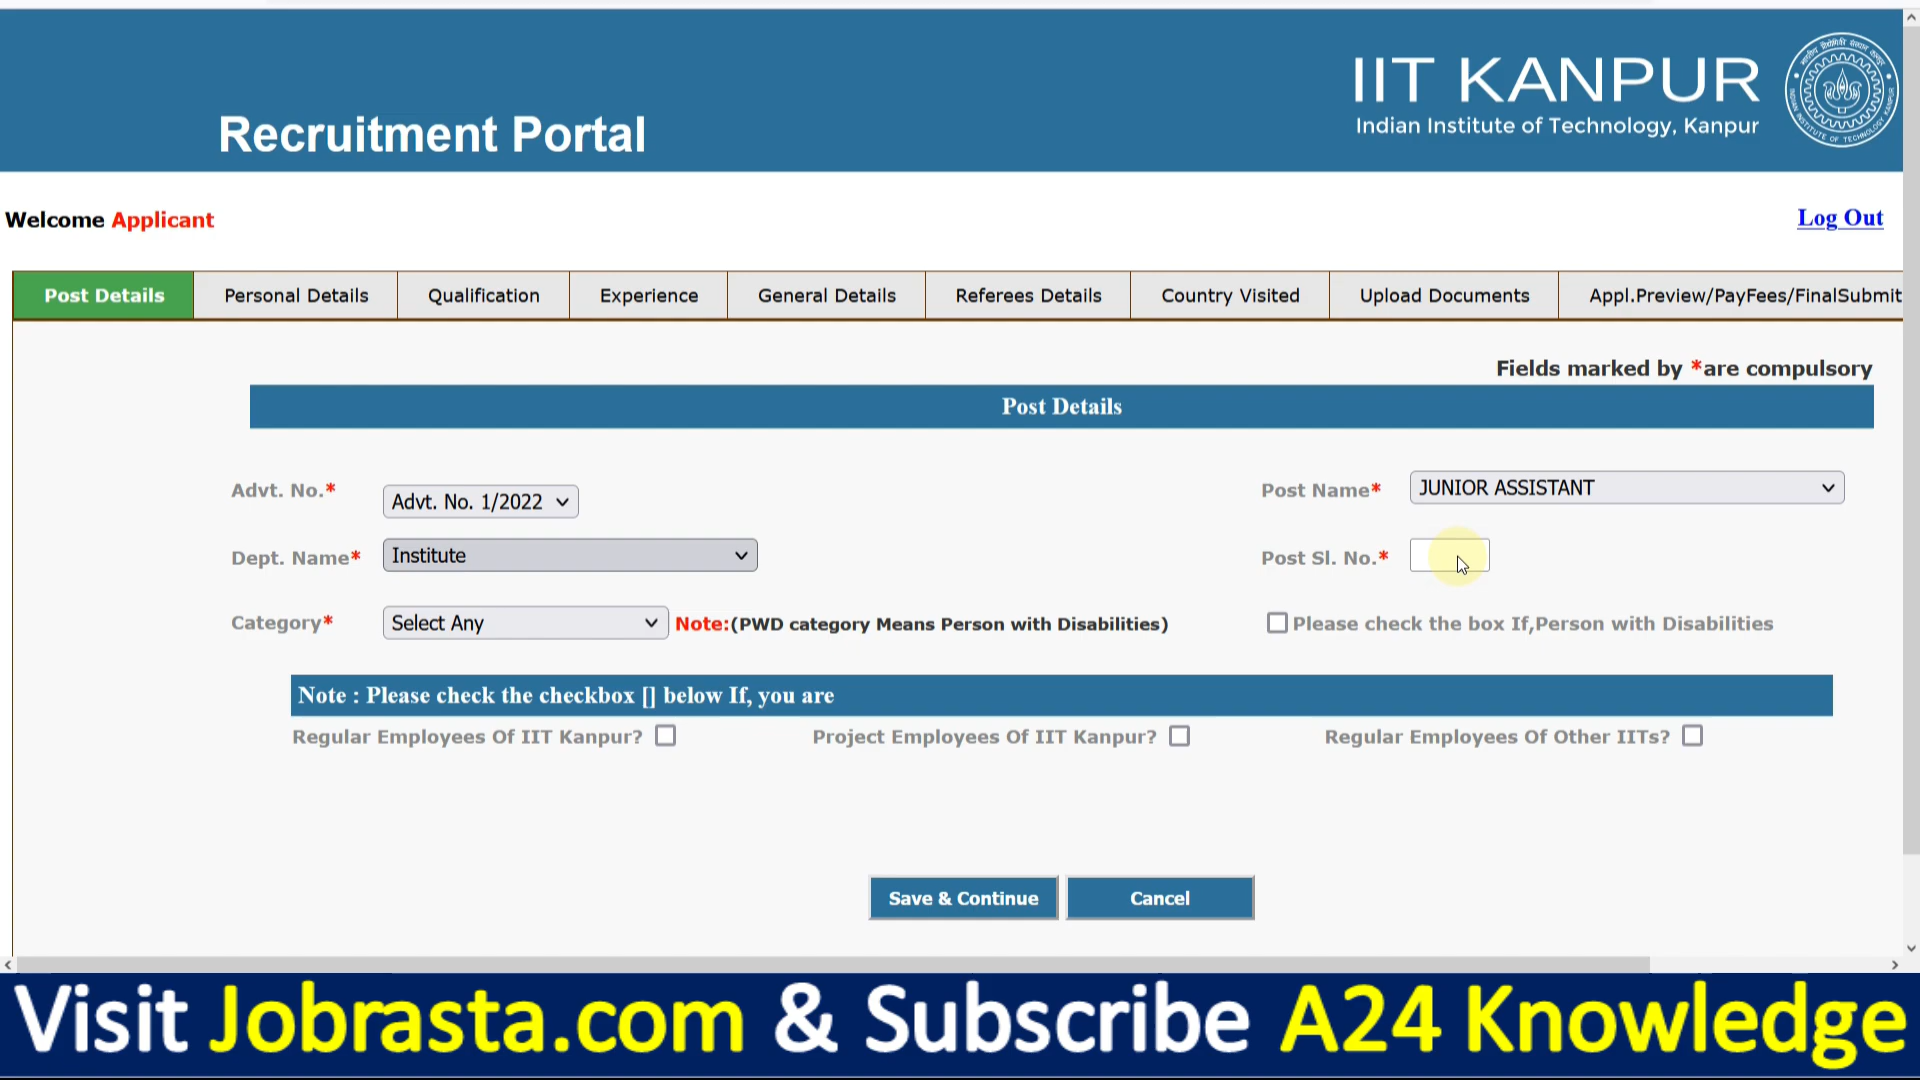 IIT KANPUR
Indian Institute of Technology, Kanpur
Recruitment Portal
Welcome Applicant
Log Out
Post Details
Personal Details
Qualification
Experience
General Details
Referees Details
Country Visited
Upload Documents
Appl.Preview/PayFees/FinalSubmit
Fields marked by *are compulsory
Post Details
Advt. No.*
Advt. No. 1/2022
Post Name*
JUNIOR ASSISTANT
Dept. Name*
Institute
Post Sl. No.*
Category*
Select Any
Note:(PWD category Means Person with Disabilities)
Please check the box If,Person with Disabilities
Note : Please check the checkbox [] below If, you are
Regular Employees Of IIT Kanpur?
Project Employees Of IIT Kanpur?
Regular Employees Of Other IITs?
Save & Continue
Cancel
Visit Jobrasta.com & Subscribe A24 Knowledge